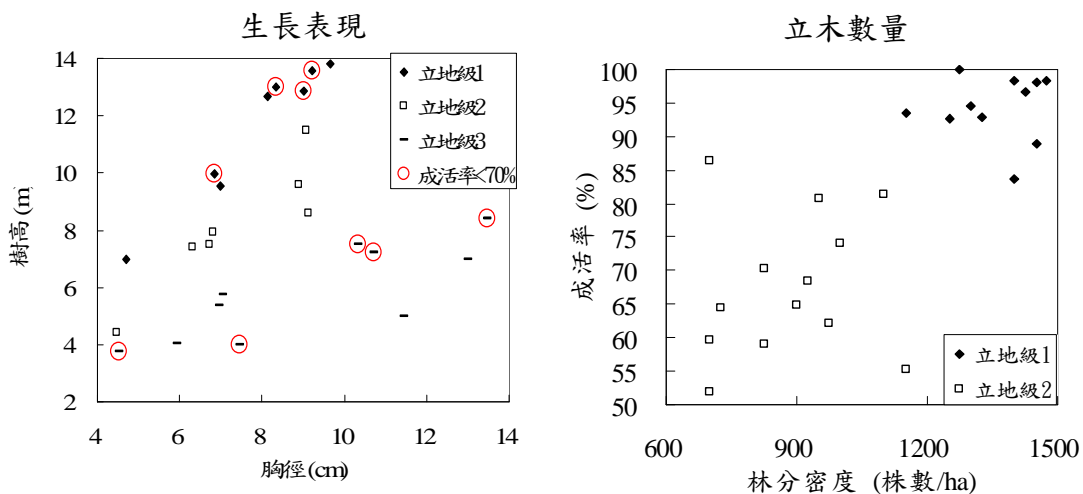 生長表現
14
12
10
8
6
4
2
4 6 8 10 12 14
樹高(m)
胸徑(cm)
立地級1
立地級2
立地級3
成活率<70%
立木數量
100
95
90
85
80
75
70
65
60
55
50
600 900 1200 1500
成活率 (%)
林分密度 (株數/ha)
立地級1
立地級2